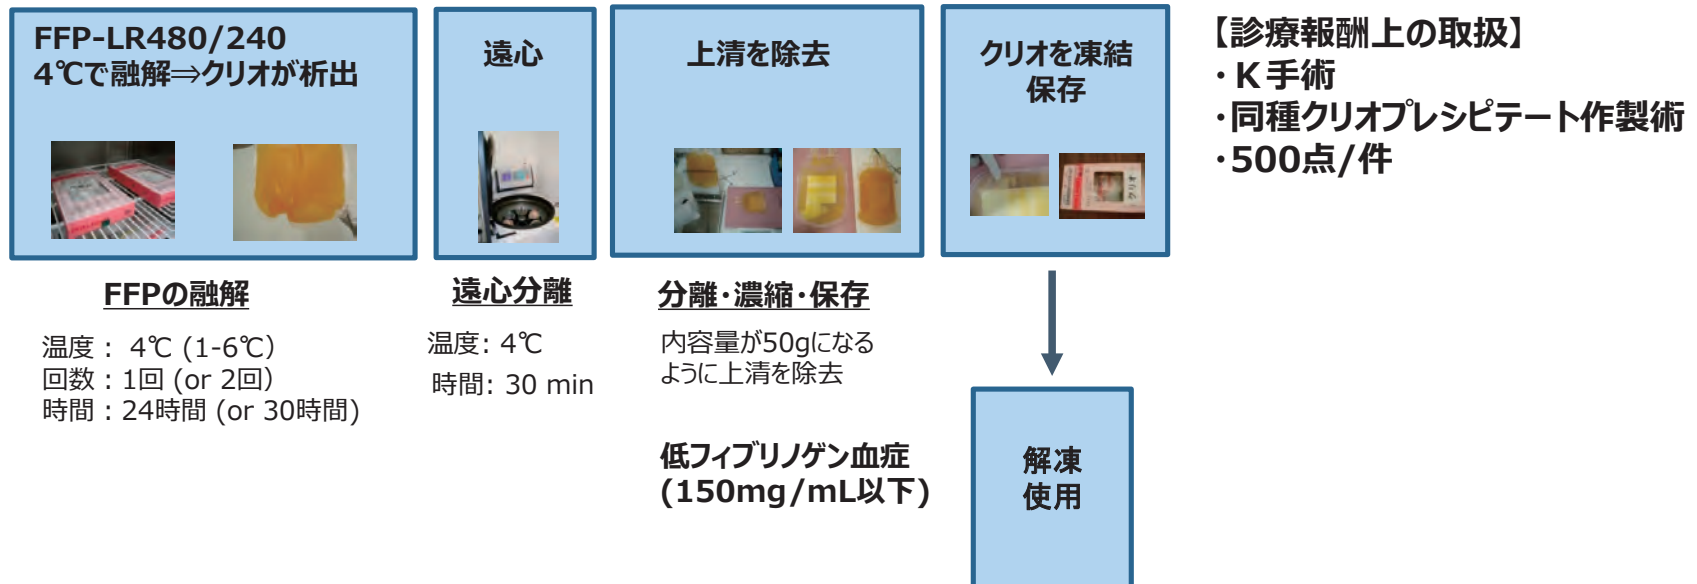 FFP-LR480/240
4℃で融解⇒クリオが析出
遠心
上清を除去
クリオを凍結
保存
【診療報酬上の取扱】
・K手術
・同種クリオプレシピテート作製術
・500点/件
FFPの融解
温度： 4℃ (1-6℃)
回数：1回 (or 2回)
時間：24時間 (or 30時間)
遠心分離
温度: 4℃
時間: 30 min
分離・濃縮・保存
内容量が50gになる
ように上清を除去
低フィブリノゲン血症
(150mg/mL以下)
解凍
使用
クリオ